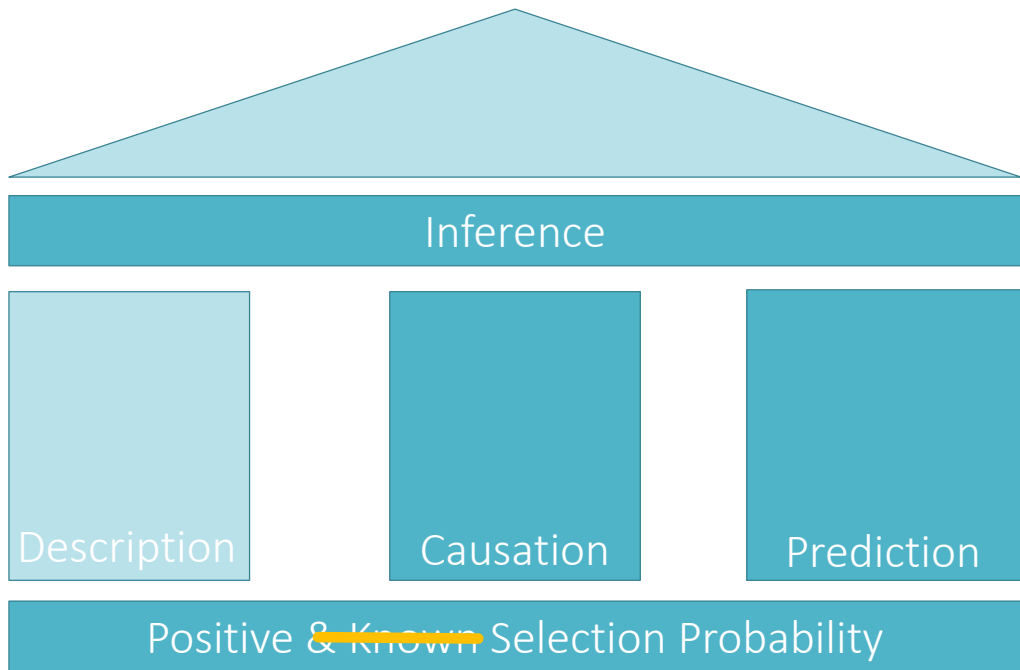 Inference
Description
Causation
Prediction
Positive & Known Selection Probability